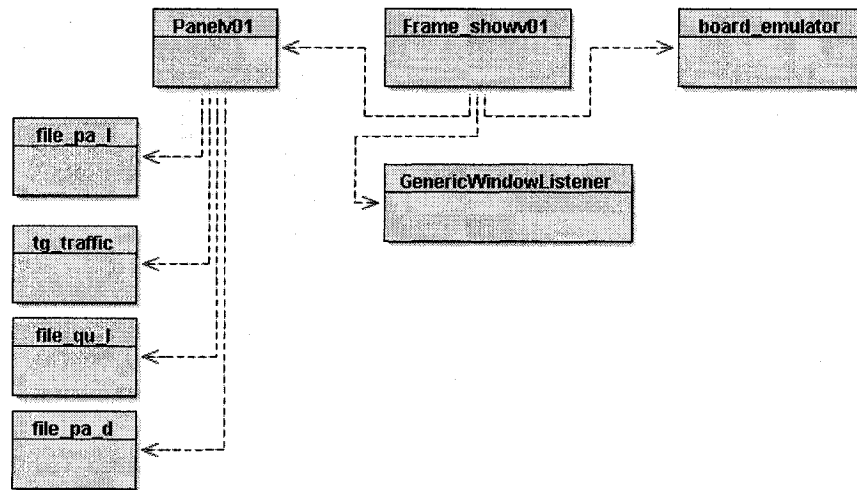 Panelv01
Frame_showv01
board_emulator
file_pa_l
GenericWindowListener
tg_traffic
file_qu_l
file_pa_d